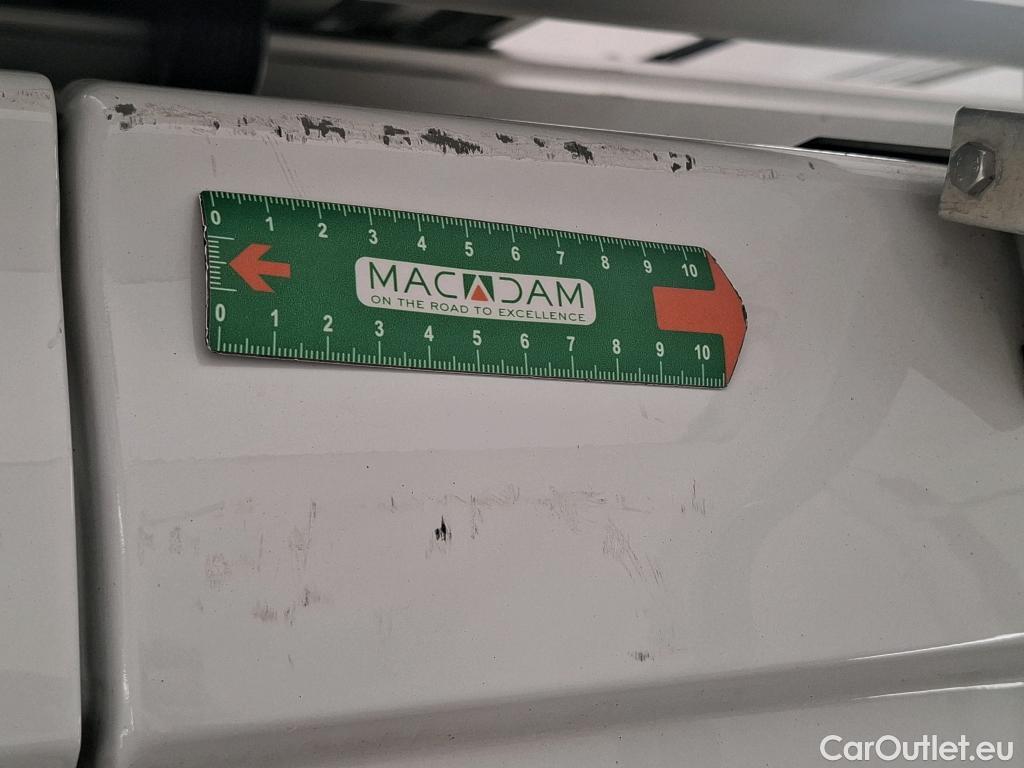 0 1 2 3 4 5 6 7 8 9 10
MACADAM
ON THE ROAD TO EXCELLENCE
0 1 2 3 4 5 6 7 8 9 10
CarOutlet.eu